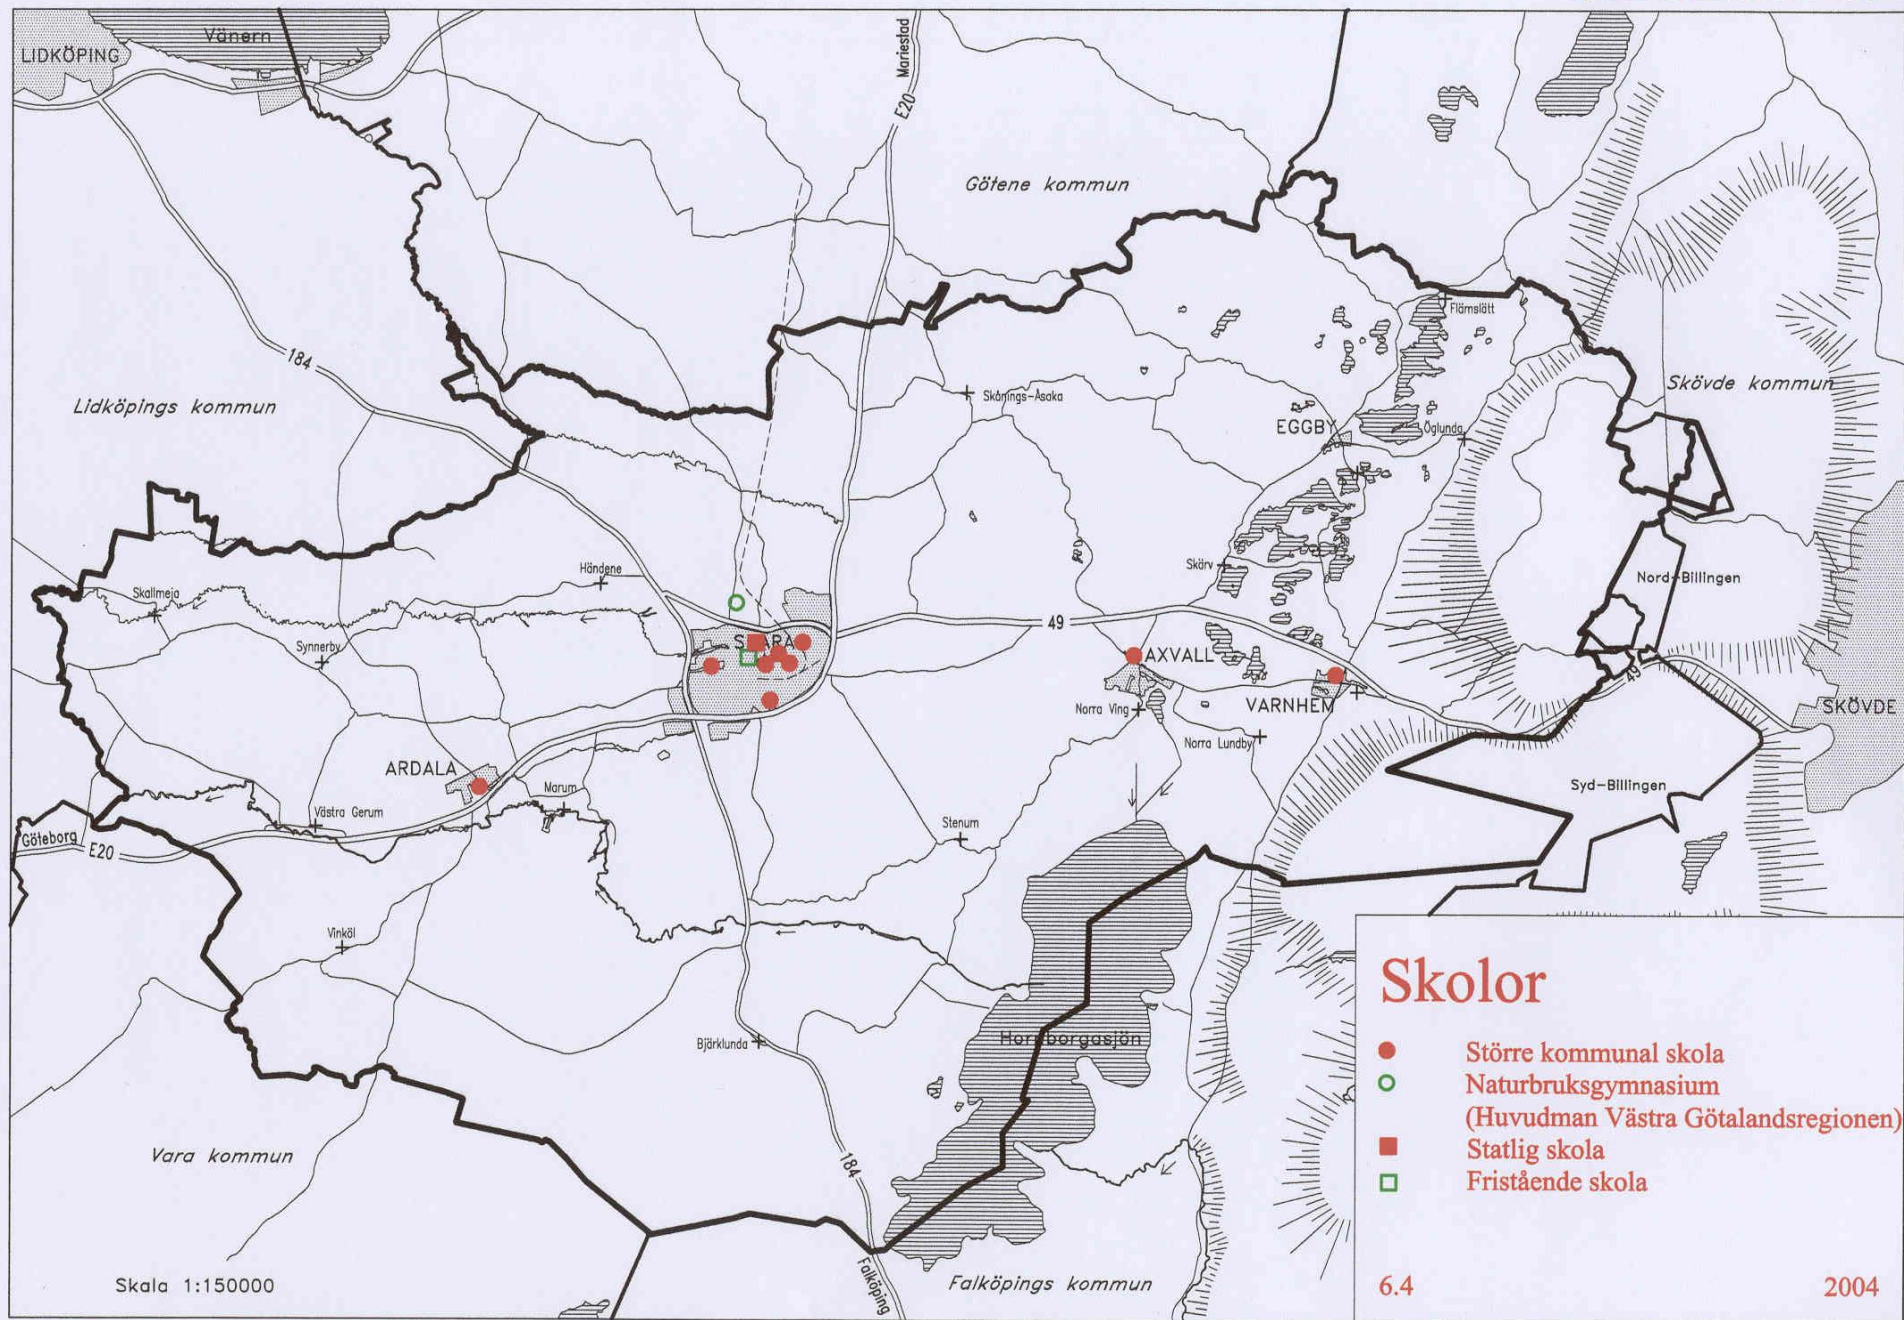 LIDKÖPING
Vänern
Mariestad
E20
Götene kommun
184
Lidköpings kommun
Flämslätt
Skövde kommun
Skånings-Åsaka
EGGBY
Öglunda
Skärv
Nord-Billingen
Händene
Skallmeja
Synnerby
SKARA
49
AXVALL
VARNHEM
Norra Ving
Norra Lundby
49
SKÖVDE
ARDALA
Marum
Västra Gerum
Syd-Billingen
Göteborg
E20
Stenum
Vinköl
Bjärklunda
Hornborgasjön
Vara kommun
184
Falköping
Falköpings kommun
Skala 1:150000
Skolor
Större kommunal skola
Naturbruksgymnasium
(Huvudman Västra Götalandsregionen)
Statlig skola
Fristående skola
6.4
2004